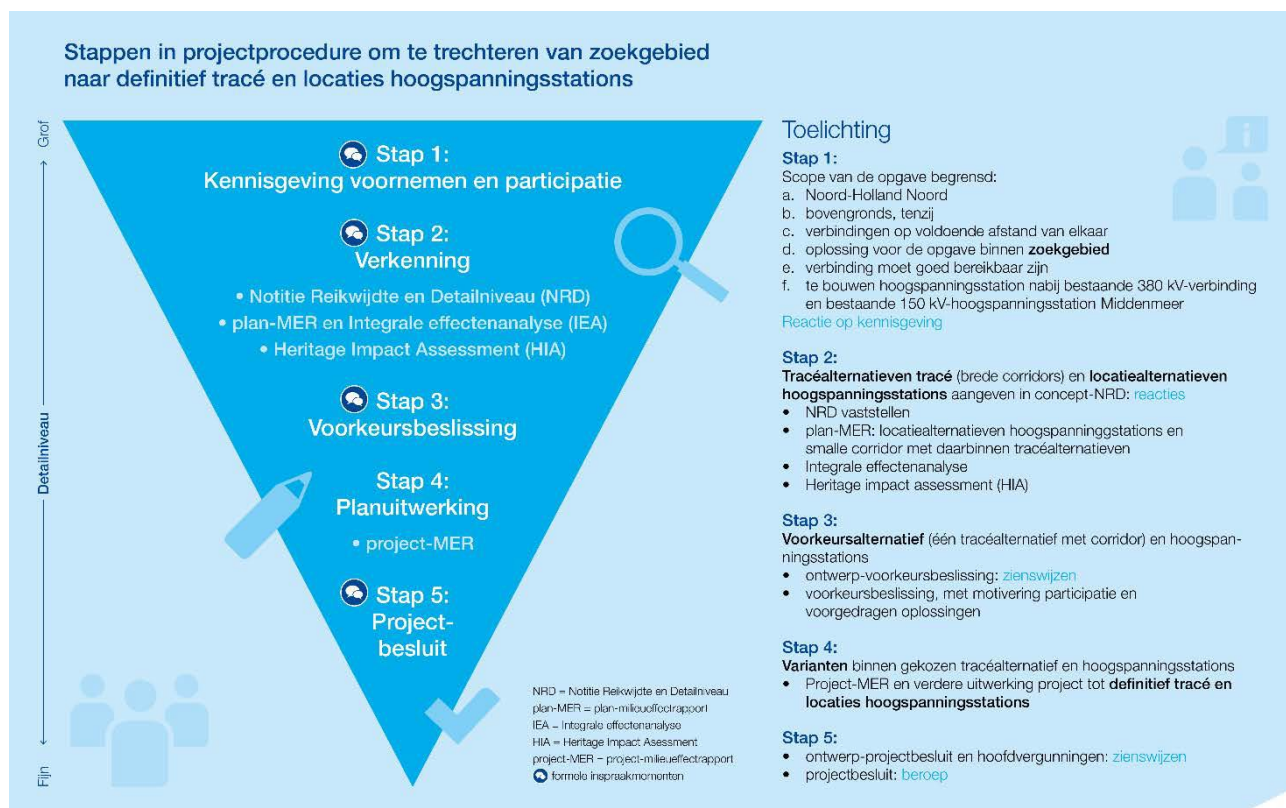 Stappen in projectprocedure om te trechteren van zoekgebied
naar definitief tracé en locaties hoogspanningsstations
Grof
Detailniveau
Fijn
Stap 1:
Kennisgeving voornemen en participatie
Stap 2:
Verkenning
• Notitie Reikwijdte en Detailniveau (NRD)
• plan-MER en Integrale effectenanalyse (IEA)
• Heritage Impact Assessment (HIA)
Stap 3:
Voorkeursbeslissing
Stap 4:
Planuitwerking
• project-MER
Stap 5:
Project-
besluit
NRD = Notitie Reikwijdte en Detailniveau
plan-MER = plan-milieueffectrapport
IEA = Integrale effectenanalyse
HIA = Heritage Impact Asessment
project-MER = project-milieueffectrapport
formele inspraakmomenten
Toelichting
Stap 1:
Scope van de opgave begrensd:
a. Noord-Holland Noord
b. bovengronds, tenzij
c. verbindingen op voldoende afstand van elkaar
d. oplossing voor de opgave binnen zoekgebied
e. verbinding moet goed bereikbaar zijn
f. te bouwen hoogspanningsstation nabij bestaande 380 kV-verbinding
en bestaande 150 kV-hoogspanningsstation Middenmeer
Reactie op kennisgeving
Stap 2:
Tracéalternatieven tracé (brede corridors) en locatiealternatieven
hoogspanningsstations aangeven in concept-NRD: reacties
• NRD vaststellen
• plan-MER: locatiealternatieven hoogspanninggstations en
smalle corridor met daarbinnen tracéalternatieven
• Integrale effectenanalyse
• Heritage impact assessment (HIA)
Stap 3:
Voorkeursalternatief (één tracéalternatief met corridor) en hoogspan-
ningsstations
• ontwerp-voorkeursbeslissing: zienswijzen
• voorkeursbeslissing, met motivering participatie en
voorgedragen oplossingen
Stap 4:
Varianten binnen gekozen tracéalternatief en hoogspanningsstations
• Project-MER en verdere uitwerking project tot definitief tracé en
locaties hoogspanningsstations
Stap 5:
• ontwerp-projectbesluit en hoofdvergunningen: zienswijzen
• projectbesluit: beroep
i